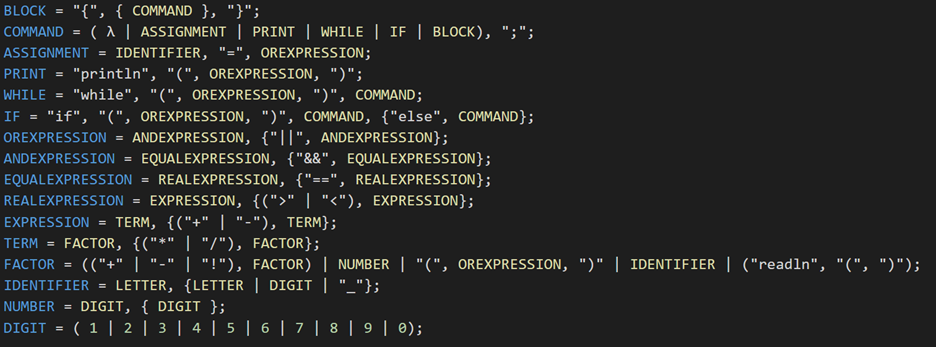 BLOCK = "{", { COMMAND }, "}";
COMMAND = ( λ | ASSIGNMENT | PRINT | WHILE | IF | BLOCK), ";";
ASSIGNMENT = IDENTIFIER, "=", OREXPRESSION;
PRINT = "println", "(", OREXPRESSION, ")";
WHILE = "while", "(", OREXPRESSION, ")", COMMAND;
IF = "if", "(", OREXPRESSION, ")", COMMAND, {"else", COMMAND};
OREXPRESSION = ANDEXPRESSION, {"||", ANDEXPRESSION};
ANDEXPRESSION = EQUALEXPRESSION, {"&&", EQUALEXPRESSION};
EQUALEXPRESSION = REALEXPRESSION, {"==", REALEXPRESSION};
REALEXPRESSION = EXPRESSION, {(">" | "<"), EXPRESSION};
EXPRESSION = TERM, {("+" | "-"), TERM};
TERM = FACTOR, {("*" | "/"), FACTOR};
FACTOR = (("+" | "-" | "!"), FACTOR) | NUMBER | "(", OREXPRESSION, ")" | IDENTIFIER | ("readln", "(", ")");
IDENTIFIER = LETTER, {LETTER | DIGIT | "_"};
NUMBER = DIGIT, { DIGIT };
DIGIT = ( 1 | 2 | 3 | 4 | 5 | 6 | 7 | 8 | 9 | 0);